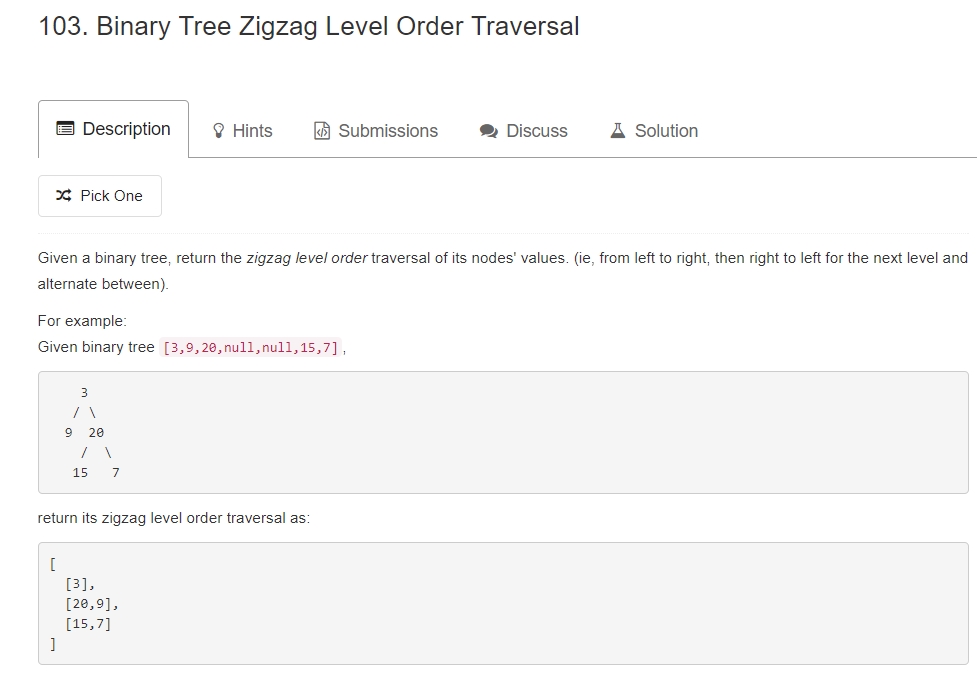 103. Binary Tree Zigzag Level Order Traversal
Description Hints Submissions Discuss Solution
Pick One
Given a binary tree, return the zigzag level order traversal of its nodes' values. (ie, from left to right, then right to left for the next level and
alternate between).
For example:
Given binary tree [3,9,20,null,null,15,7],
3
/ \
9 20
/ \
15 7
return its zigzag level order traversal as:
[
[3],
[20,9],
[15,7]
]